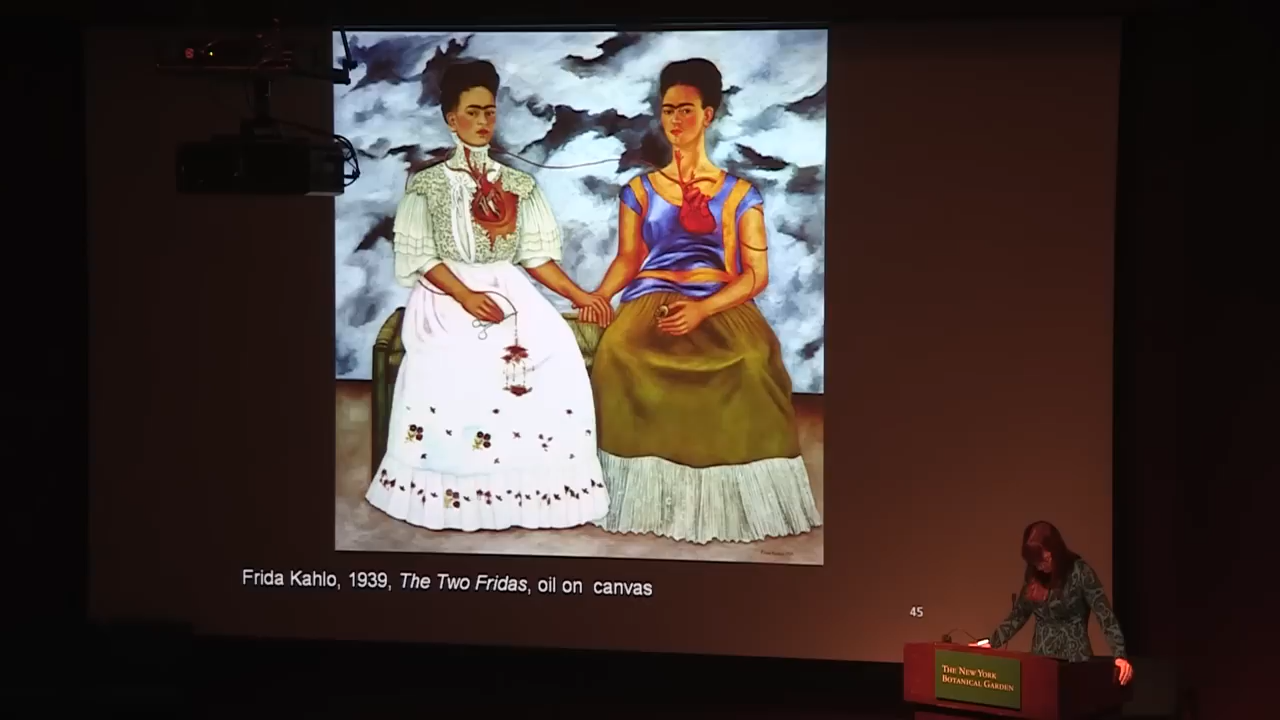 Frida Kahlo, 1939, The Two Fridas, oil on canvas
45
THE NEW YORK
BOTANICAL GARDEN